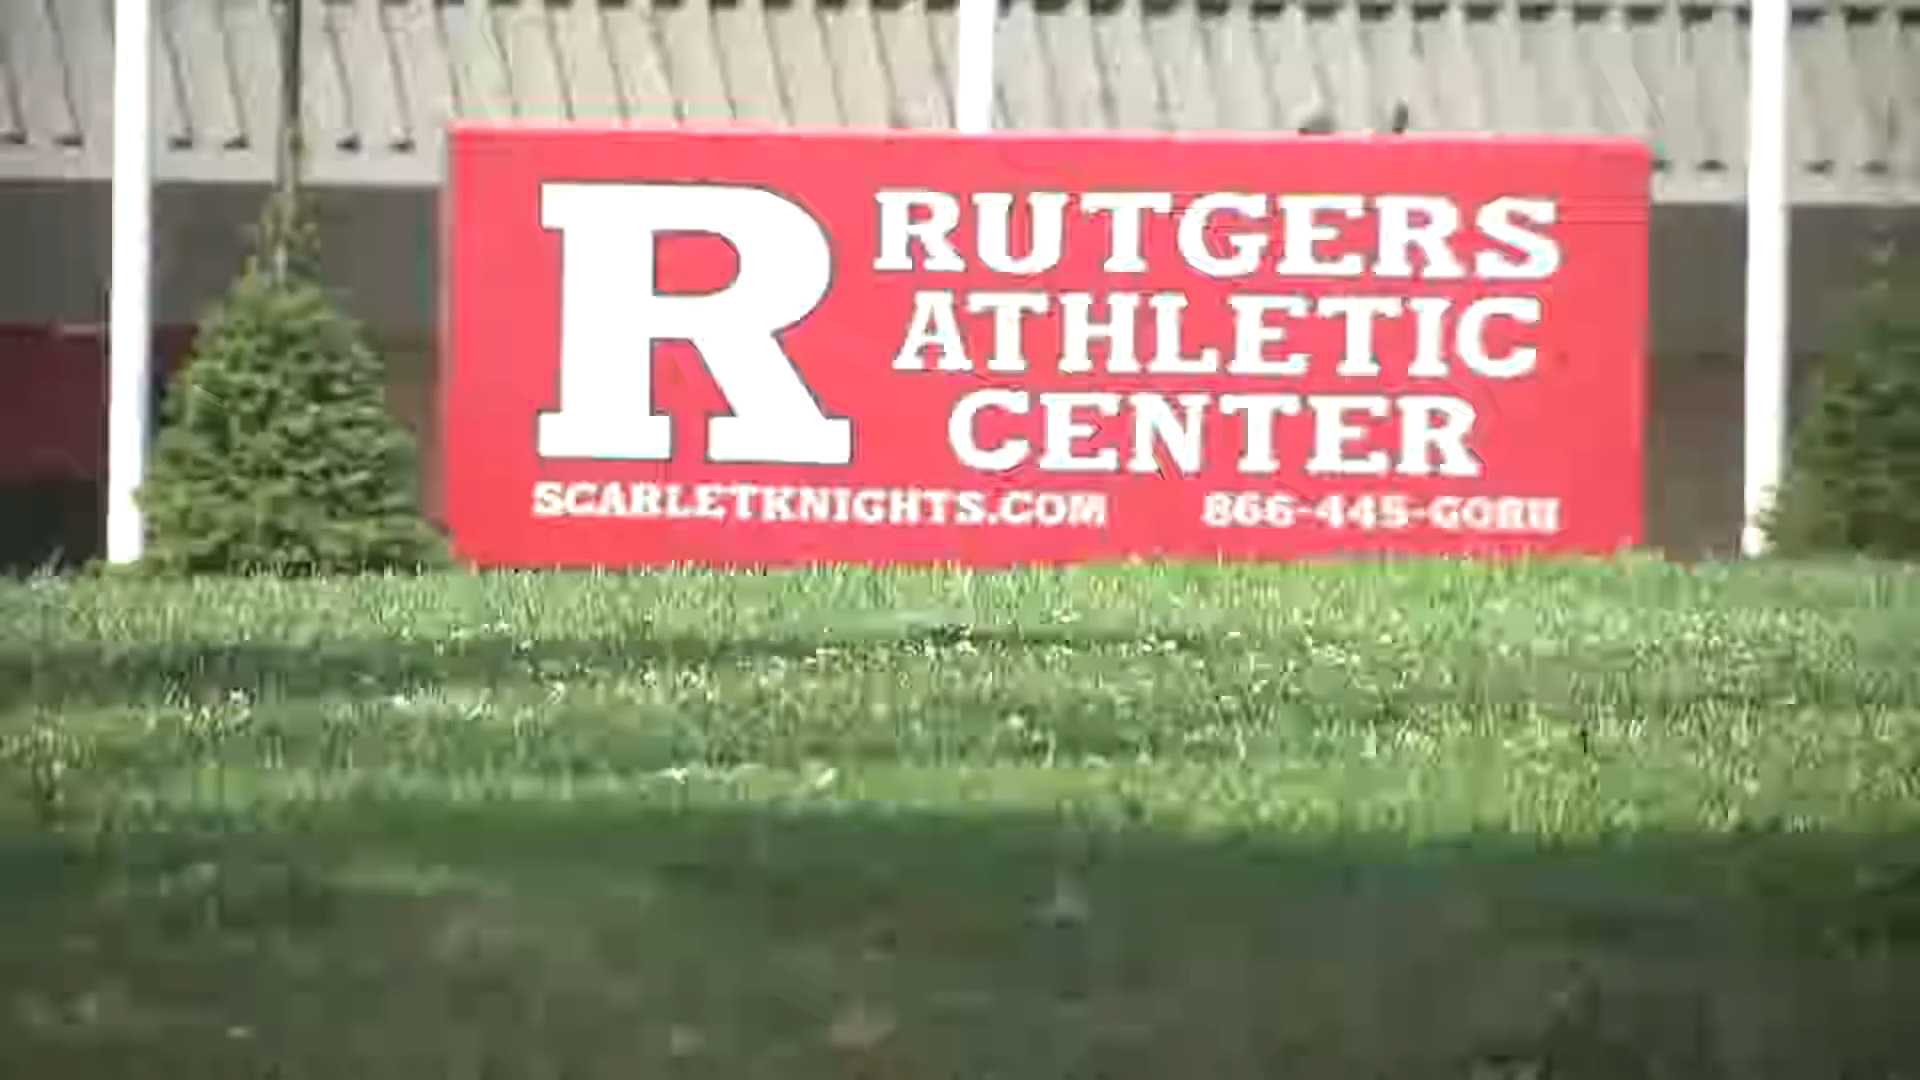 R
RUTGERS
ATHLETIC
CENTER
SCARLETKNIGHTS.COM 866-445-GORU